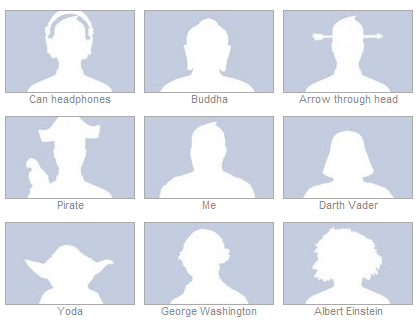 Can headphones
Buddha
Arrow through head
Pirate
Me
Darth Vader
Yoda
George Washington
Albert Einstein